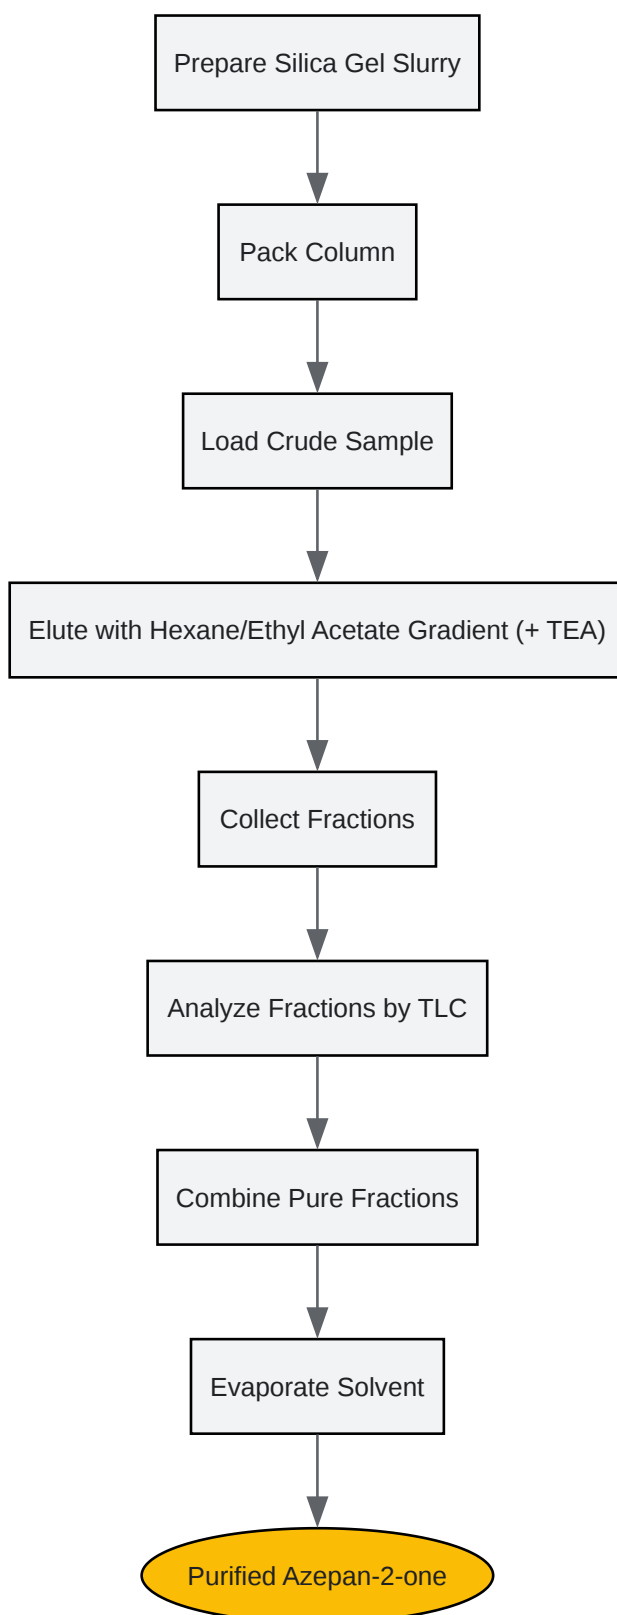 Prepare Silica Gel Slurry
Pack Column
Load Crude Sample
Elute with Hexane/Ethyl Acetate Gradient (+ TEA)
Collect Fractions
Analyze Fractions by TLC
Combine Pure Fractions
Evaporate Solvent
Purified Azepan-2-one